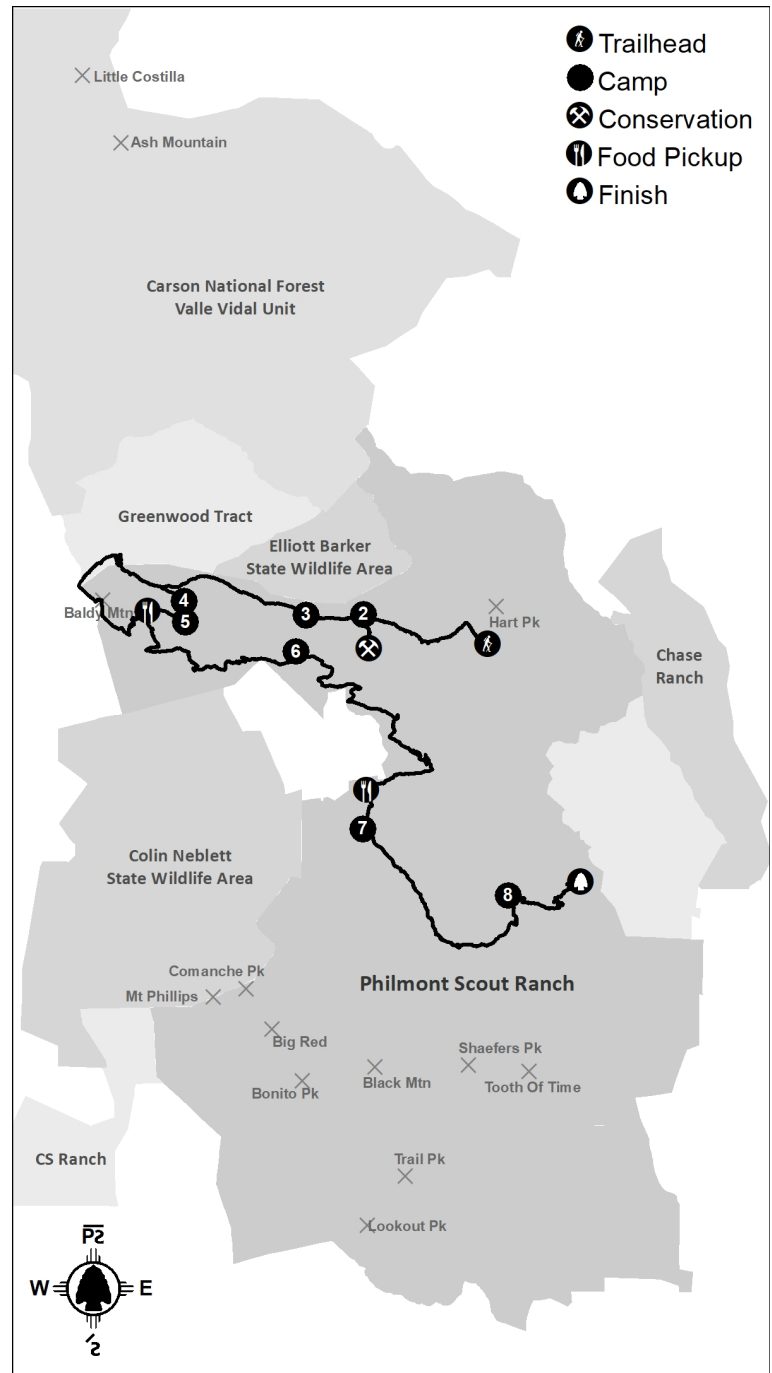 Trailhead
Camp
Conservation
Food Pickup
Finish
Little Costilla
Ash Mountain
Carson National Forest
Valle Vidal Unit
Greenwood Tract
Elliott Barker
State Wildlife Area
Baldy Mtn
4
5
3
2
6
Hart Pk
Chase
Ranch
7
8
Colin Neblett
State Wildlife Area
Comanche Pk
Mt Phillips
Philmont Scout Ranch
Big Red
Bonito Pk
Black Mtn
Shaefers Pk
Tooth Of Time
CS Ranch
Trail Pk
Lookout Pk
W E